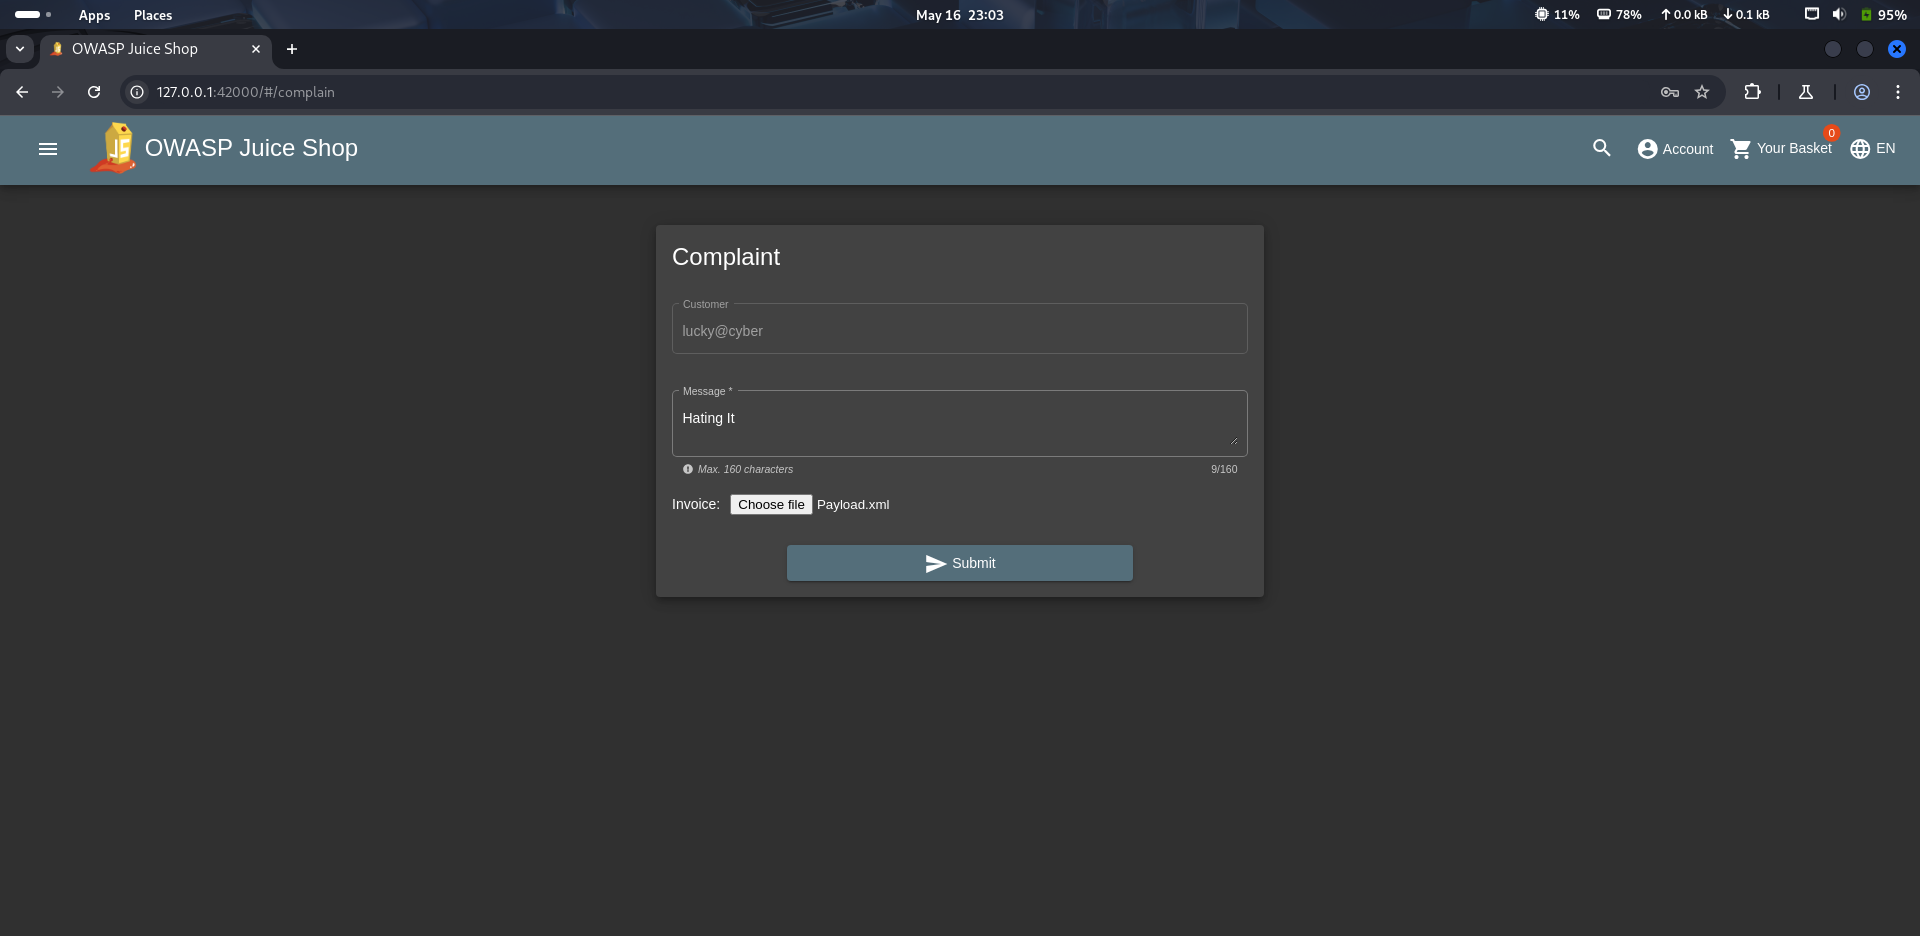 Apps Places May 16 23:03 11% 78% 0.0 kB 0.1 kB 95%
OWASP Juice Shop
127.0.0.1:42000/#/complain
JS OWASP Juice Shop Account Your Basket 0 EN
Complaint
Customer
lucky@cyber
Message *
Hating It
Max. 160 characters 9/160
Invoice: Choose file Payload.xml
Submit